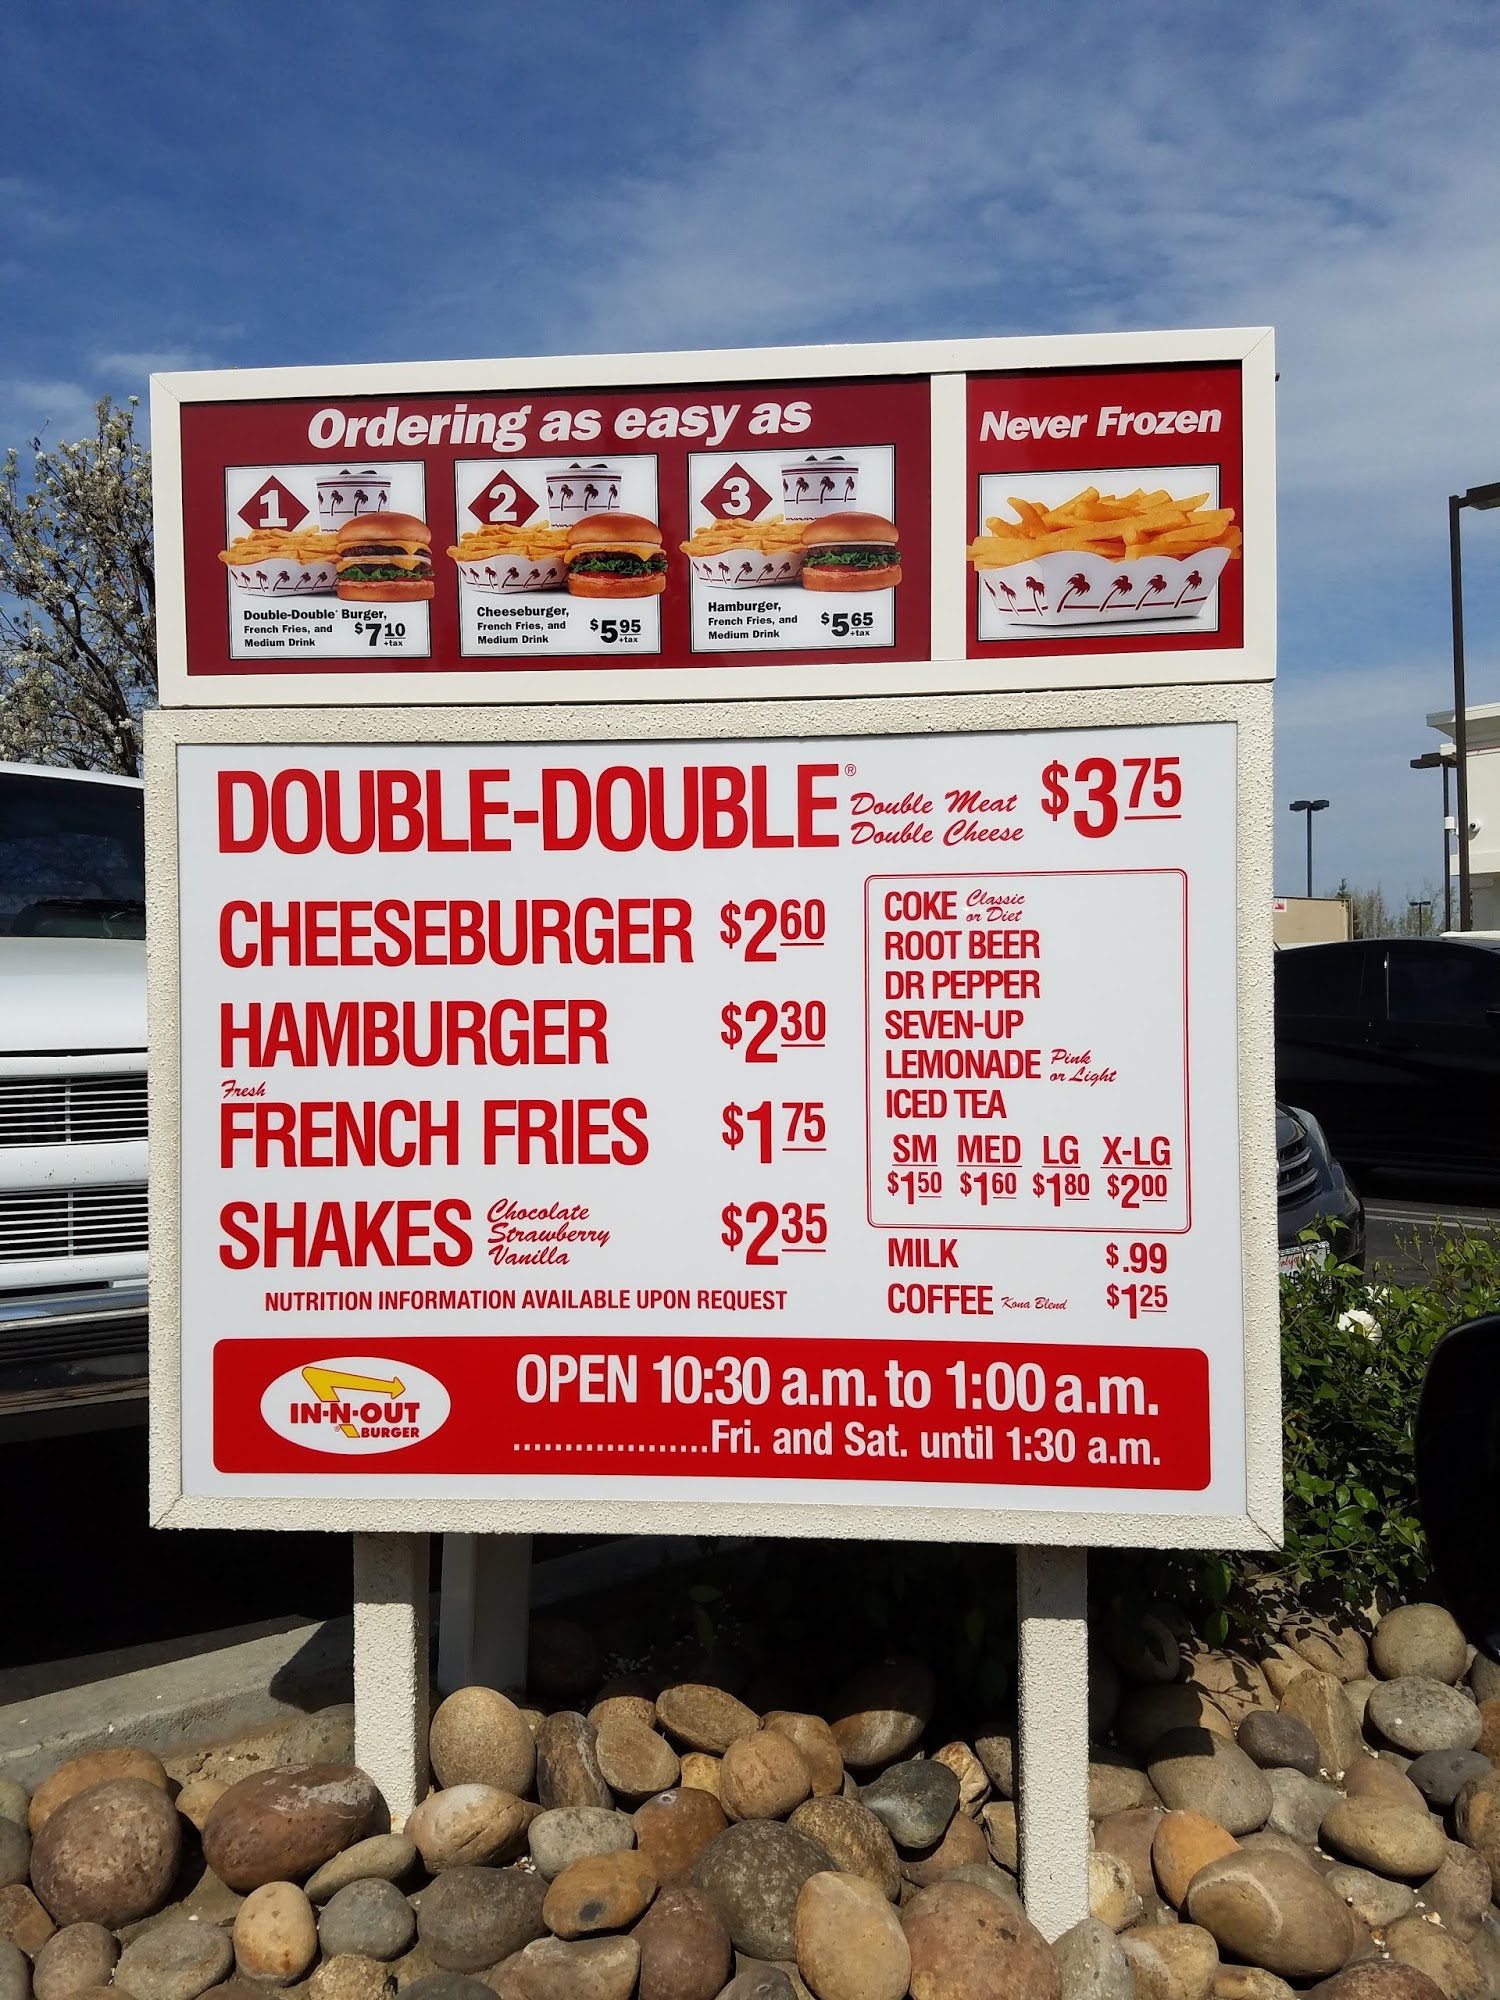 Ordering as easy as
1
Double-Double® Burger,
French Fries, and
Medium Drink
$7 10
+tax
2
Cheeseburger,
French Fries, and
Medium Drink
$5 95
+tax
3
Hamburger,
French Fries, and
Medium Drink
$5 65
+tax
Never Frozen
DOUBLE-DOUBLE® Double Meat Double Cheese $3 75
CHEESEBURGER $2 60
HAMBURGER $2 30
Fresh
FRENCH FRIES $1 75
SHAKES Chocolate Strawberry Vanilla $2 35
NUTRITION INFORMATION AVAILABLE UPON REQUEST
COKE Classic or Diet
ROOT BEER
DR PEPPER
SEVEN-UP
LEMONADE Pink or Light
ICED TEA
SM MED LG X-LG
$1 50 $1 60 $1 80 $2 00
MILK $.99
COFFEE Kona Blend $1 25
IN-N-OUT
BURGER
OPEN 10:30 a.m. to 1:00 a.m.
...................Fri. and Sat. until 1:30 a.m.